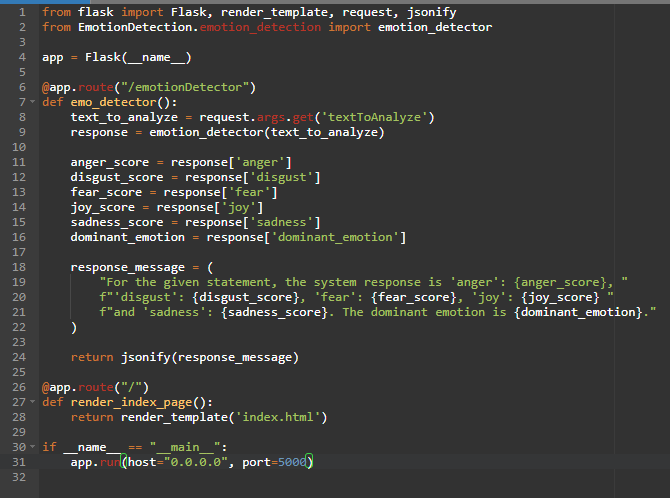 1 from flask import Flask, render_template, request, jsonify
2 from EmotionDetection.emotion_detection import emotion_detector
3
4 app = Flask(__name__)
5
6 @app.route("/emotionDetector")
7 def emo_detector():
8     text_to_analyze = request.args.get('textToAnalyze')
9     response = emotion_detector(text_to_analyze)
10
11     anger_score = response['anger']
12     disgust_score = response['disgust']
13     fear_score = response['fear']
14     joy_score = response['joy']
15     sadness_score = response['sadness']
16     dominant_emotion = response['dominant_emotion']
17
18     response_message = (
19         "For the given statement, the system response is 'anger': {anger_score}, "
20         f"'disgust': {disgust_score}, 'fear': {fear_score}, 'joy': {joy_score} "
21         f"and 'sadness': {sadness_score}. The dominant emotion is {dominant_emotion}."
22     )
23
24     return jsonify(response_message)
25
26 @app.route("/")
27 def render_index_page():
28     return render_template('index.html')
29
30 if __name__ == "__main__":
31     app.run(host="0.0.0.0", port=5000)
32